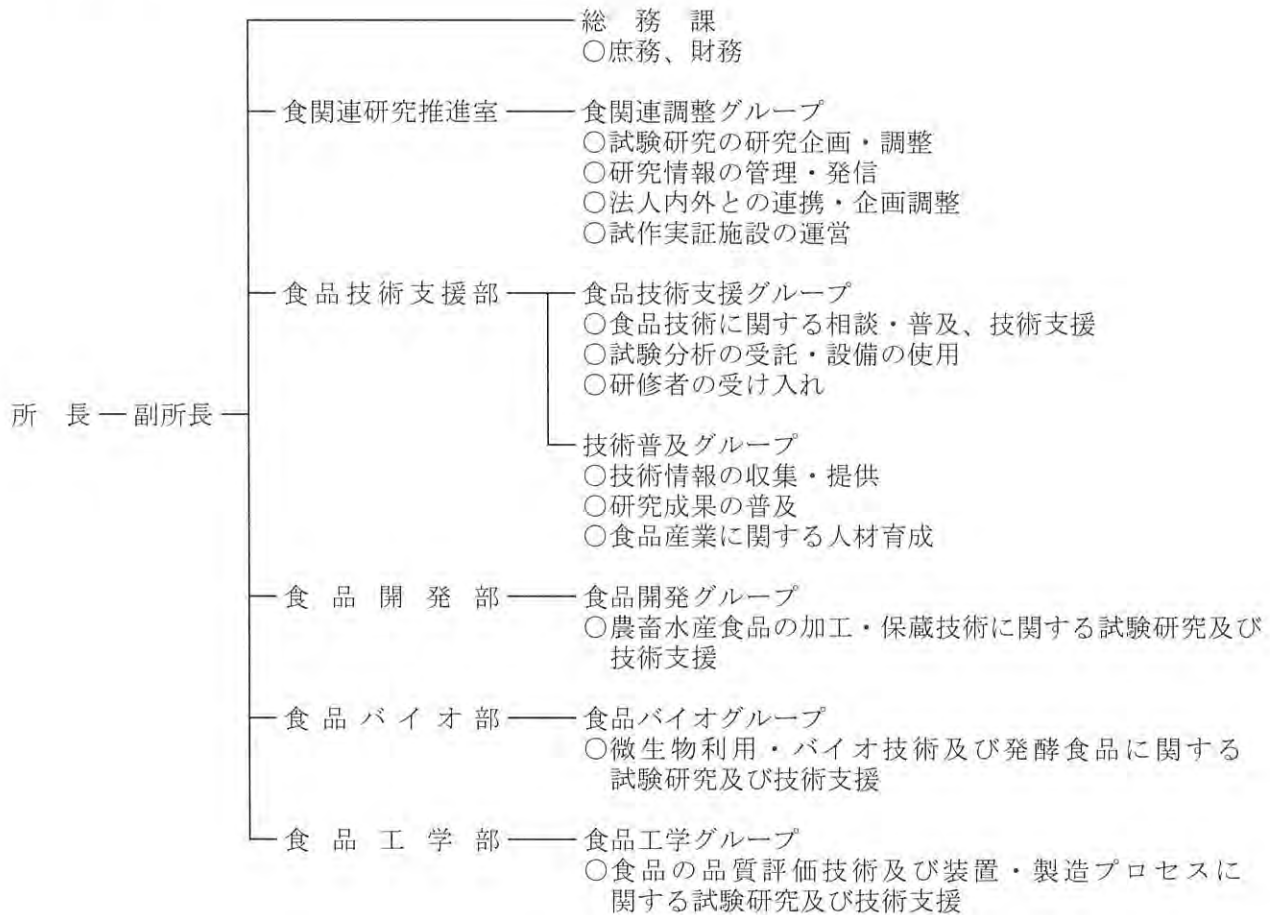 総務課
○庶務、財務
食関連研究推進室 食関連調整グループ
○試験研究の研究企画・調整
○研究情報の管理・発信
○法人内外との連携・企画調整
○試作実証施設の運営
食品技術支援部 食品技術支援グループ
○食品技術に関する相談・普及、技術支援
○試験分析の受託・設備の使用
○研修者の受け入れ
所長 副所長
技術普及グループ
○技術情報の収集・提供
○研究成果の普及
○食品産業に関する人材育成
食品開発部 食品開発グループ
○農畜水産食品の加工・保蔵技術に関する試験研究及び
技術支援
食品バイオ部 食品バイオグループ
○微生物利用・バイオ技術及び発酵食品に関する
試験研究及び技術支援
食品工学部 食品工学グループ
○食品の品質評価技術及び装置・製造プロセスに
関する試験研究及び技術支援